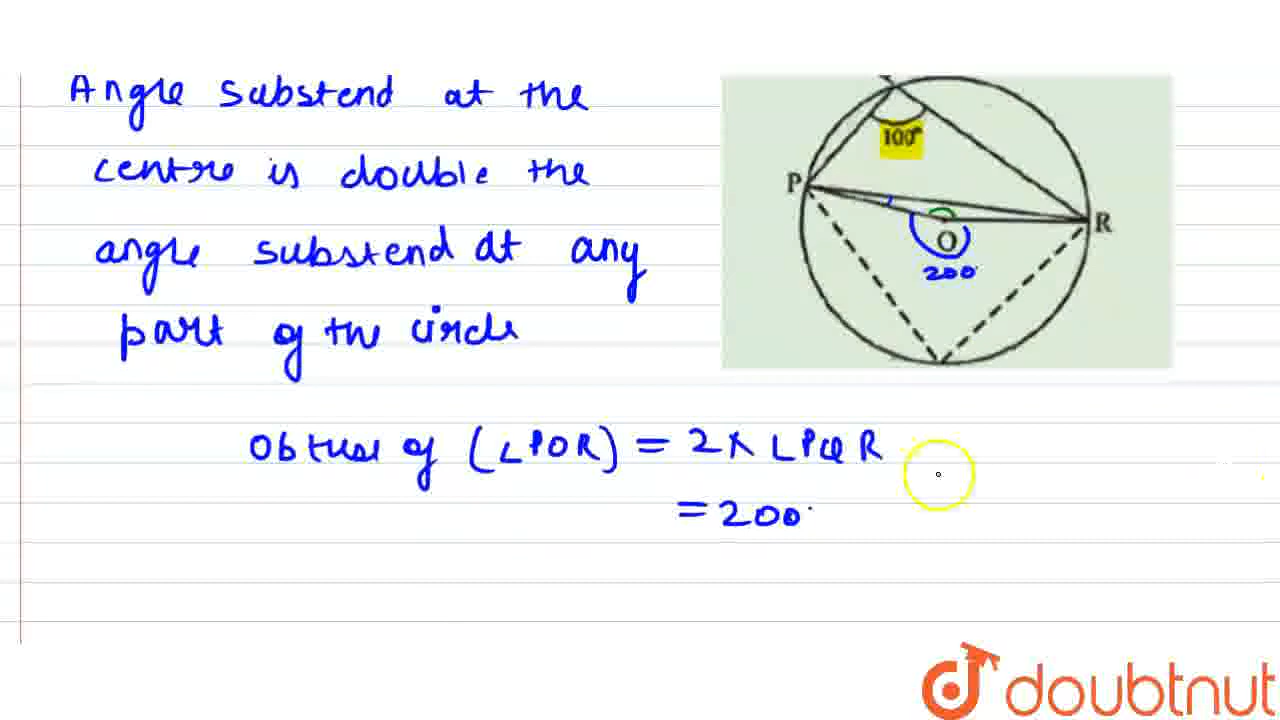 Angle Substend at the
centre is double the
angle substend at any
part of the circle
100°
P
R
O
200°
Obtuse of (∠POR) = 2× ∠PQR
= 200°
doubtnut